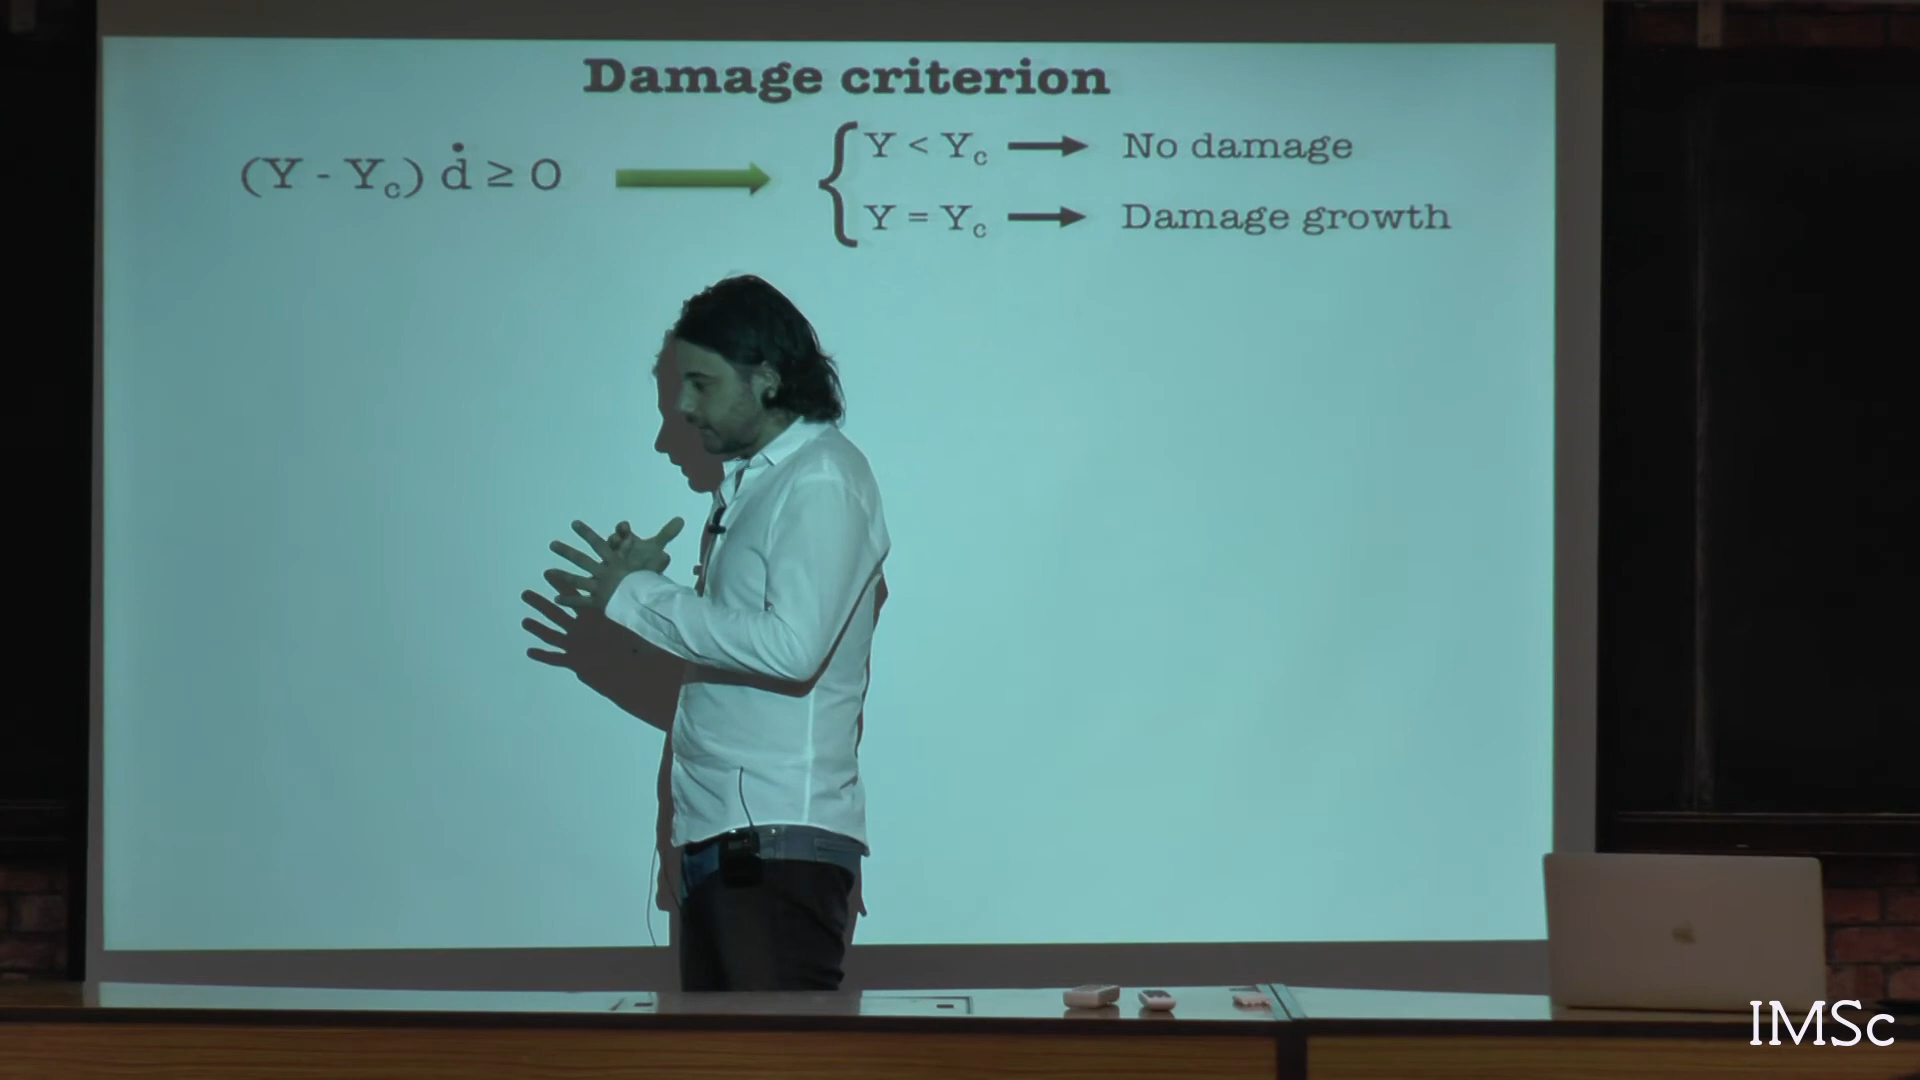 Damage criterion
(Y - Y_c) ḋ ≥ 0
Y < Y_c → No damage
Y = Y_c → Damage growth
IMSc